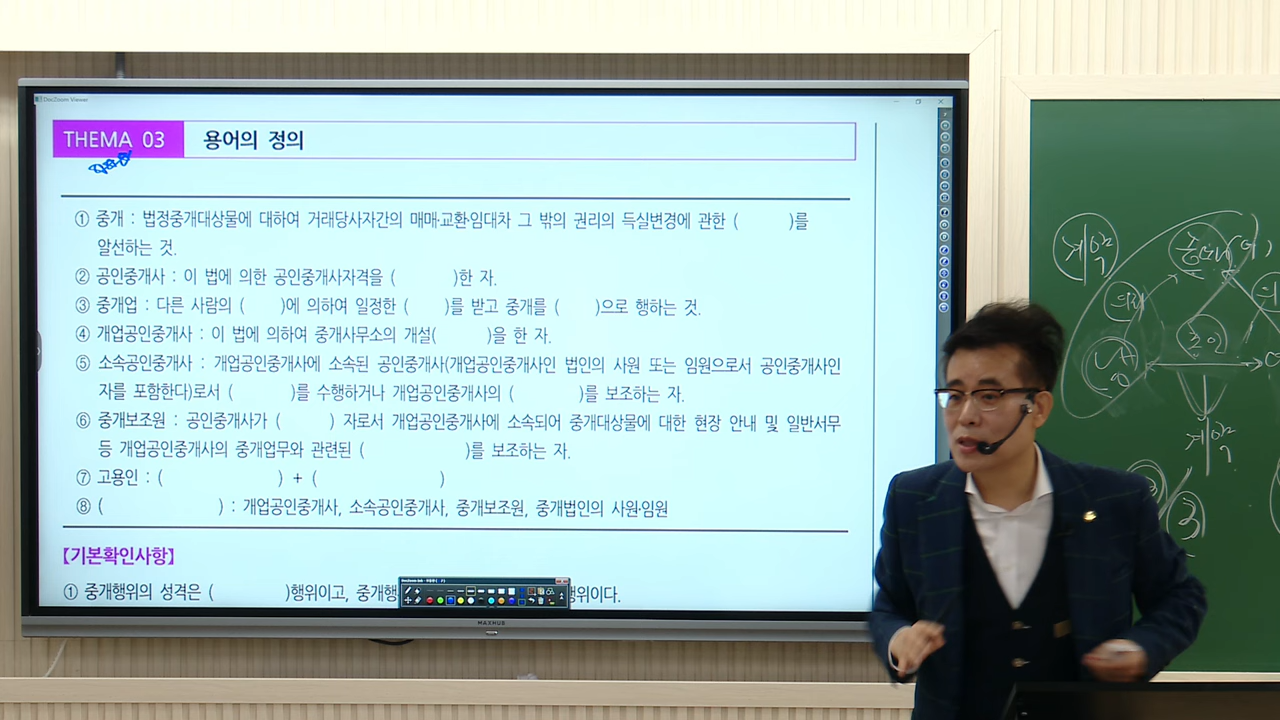 DocZoom Viewer
THEMA 03 용어의 정의
① 중개 : 법정중개대상물에 대하여 거래당사자간의 매매·교환·임대차 그 밖의 권리의 득실변경에 관한 ( )를
알선하는 것.
② 공인중개사 : 이 법에 의한 공인중개사자격을 ( )한 자.
③ 중개업 : 다른 사람의 ( )에 의하여 일정한 ( )를 받고 중개를 ( )으로 행하는 것.
④ 개업공인중개사 : 이 법에 의하여 중개사무소의 개설( )을 한 자.
⑤ 소속공인중개사 : 개업공인중개사에 소속된 공인중개사(개업공인중개사인 법인의 사원 또는 임원으로서 공인중개사인
자를 포함한다)로서 ( )를 수행하거나 개업공인중개사의 ( )를 보조하는 자.
⑥ 중개보조원 : 공인중개사가 ( ) 자로서 개업공인중개사에 소속되어 중개대상물에 대한 현장 안내 및 일반서무
등 개업공인중개사의 중개업무와 관련된 ( )를 보조하는 자.
⑦ 고용인 : ( ) + ( )
⑧ ( ) : 개업공인중개사, 소속공인중개사, 중개보조원, 중개법인의 사원·임원
【기본확인사항】
① 중개행위의 성격은 ( )행위이고, 중개행 행위이다.
MAXHUB
계약
계약
③